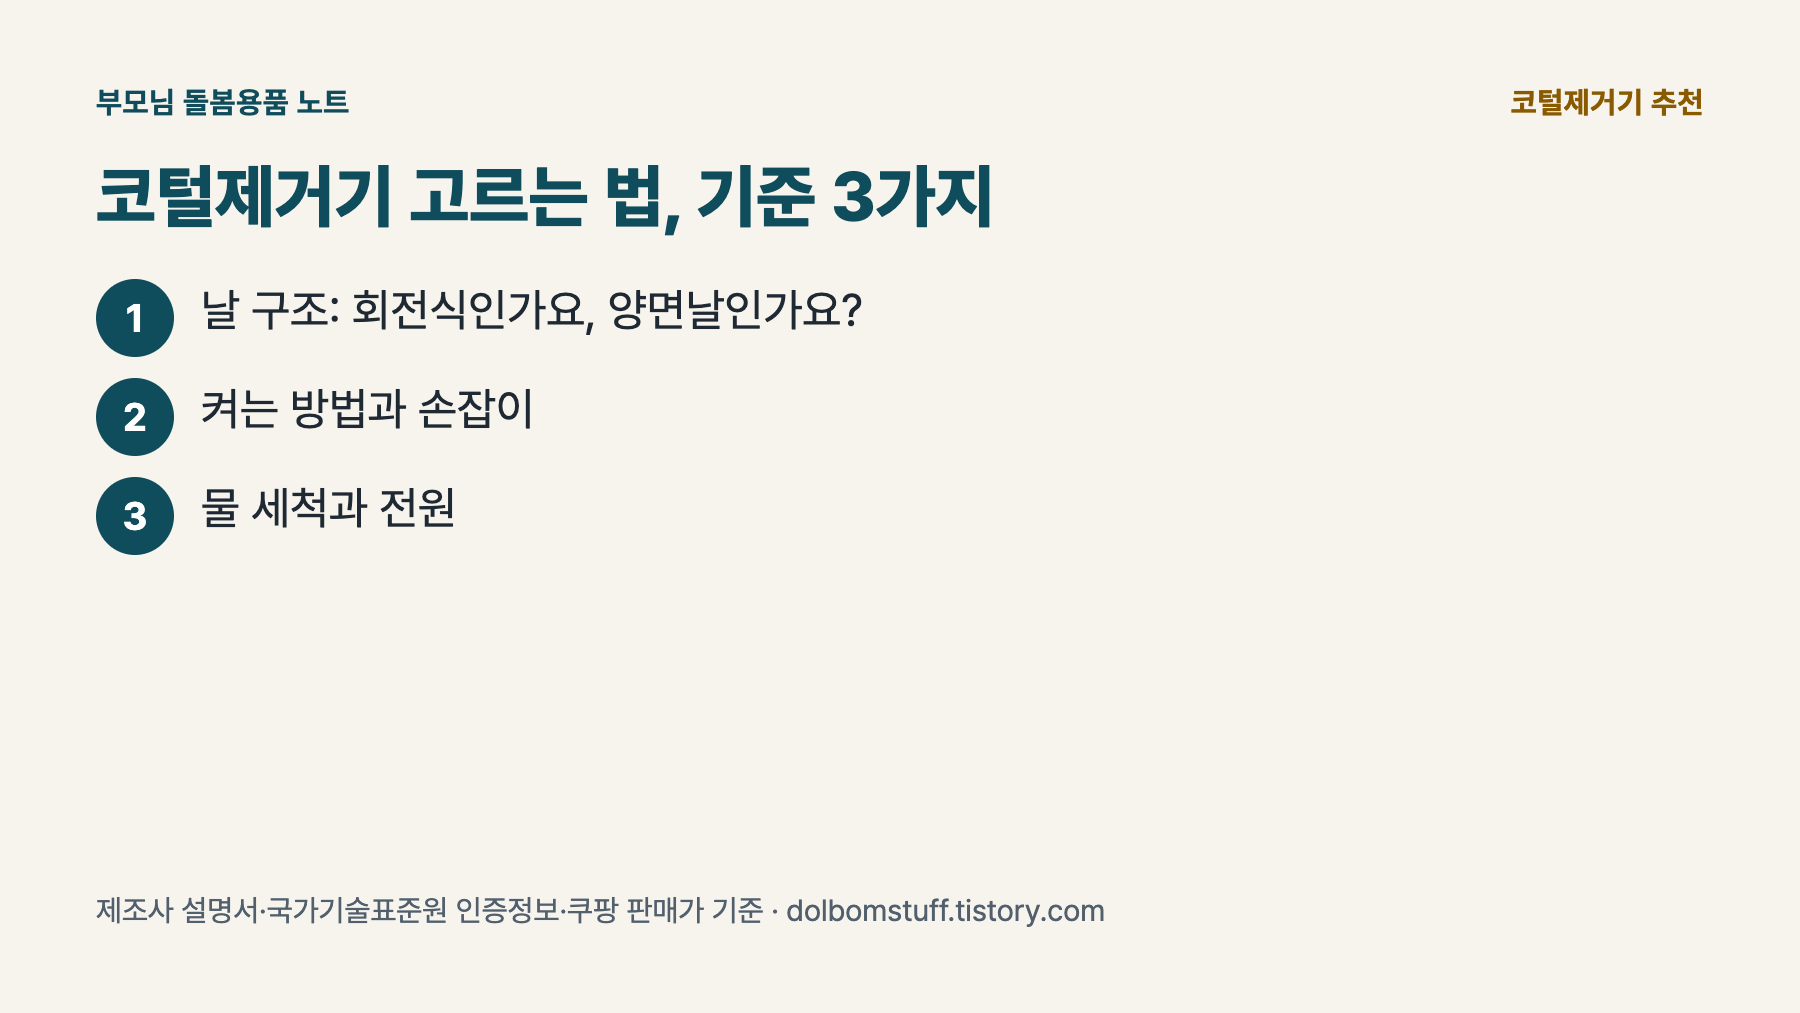 부모님 돌봄용품 노트
코털제거기 추천
코털제거기 고르는 법, 기준 3가지
1 날 구조: 회전식인가요, 양면날인가요?
2 켜는 방법과 손잡이
3 물 세척과 전원
제조사 설명서·국가기술표준원 인증정보·쿠팡 판매가 기준 · dolbomstuff.tistory.com